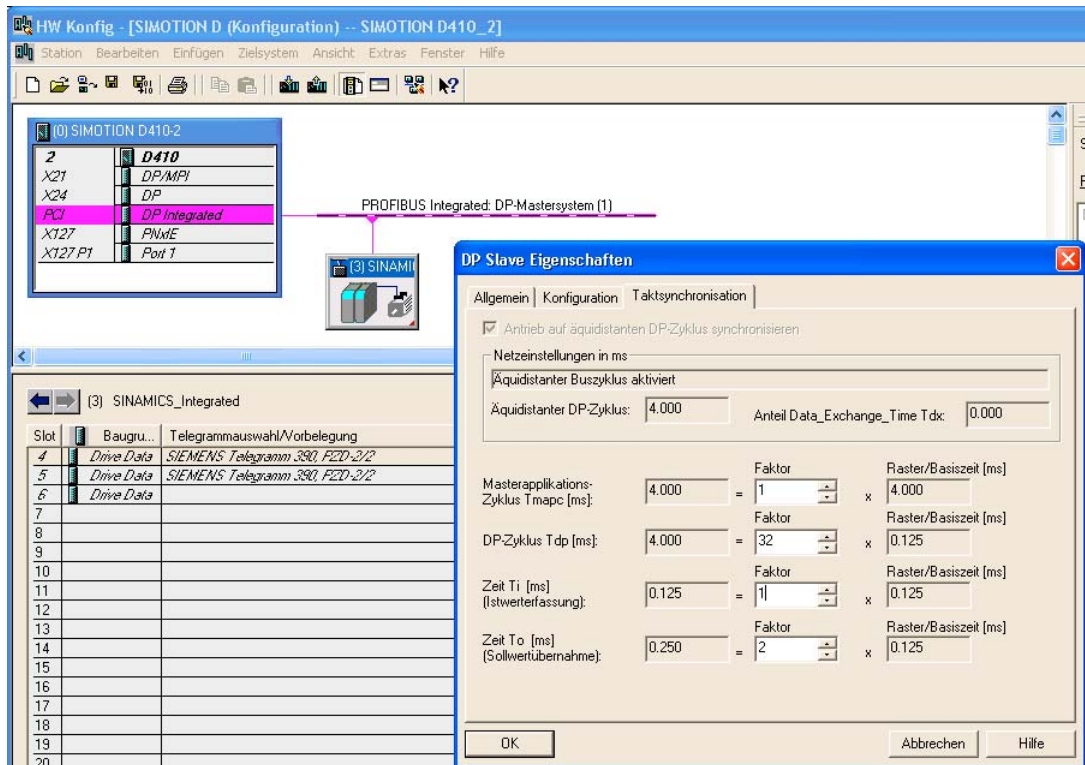 HW Konfig - [SIMOTION D (Konfiguration) -- SIMOTION D410_2]
Station Bearbeiten Einfügen Zielsystem Ansicht Extras Fenster Hilfe
(0) SIMOTION D410-2
2 D410
X21 DP/MPI
X24 DP
PCI DP Integrated
X127 PNxIE
X127 P1 Port 1
PROFIBUS Integrated: DP-Mastersystem (1)
(3) SINAMI
(3) SINAMICS_Integrated
Slot Baugru... Telegrammauswahl/Vorbelegung
4 Drive Data SIEMENS Telegramm 390, PZD-2/2
5 Drive Data SIEMENS Telegramm 390, PZD-2/2
6 Drive Data
7
8
9
10
11
12
13
14
15
16
17
18
19
20
DP Slave Eigenschaften
Allgemein Konfiguration Taktsynchronisation
Antrieb auf äquidistanten DP-Zyklus synchronisieren
Netzeinstellungen in ms
Äquidistanter Buszyklus aktiviert
Äquidistanter DP-Zyklus: 4.000 Anteil Data_Exchange_Time Tdx: 0.000
Faktor Raster/Basiszeit [ms]
Masterapplikations-
Zyklus Tmapc [ms]: 4.000 = 1 x 4.000
Faktor Raster/Basiszeit [ms]
DP-Zyklus Tdp [ms]: 4.000 = 32 x 0.125
Faktor Raster/Basiszeit [ms]
Zeit Ti [ms]
(Istwerterfassung): 0.125 = 1 x 0.125
Faktor Raster/Basiszeit [ms]
Zeit To [ms]
(Sollwertübernahme): 0.250 = 2 x 0.125
OK Abbrechen Hilfe